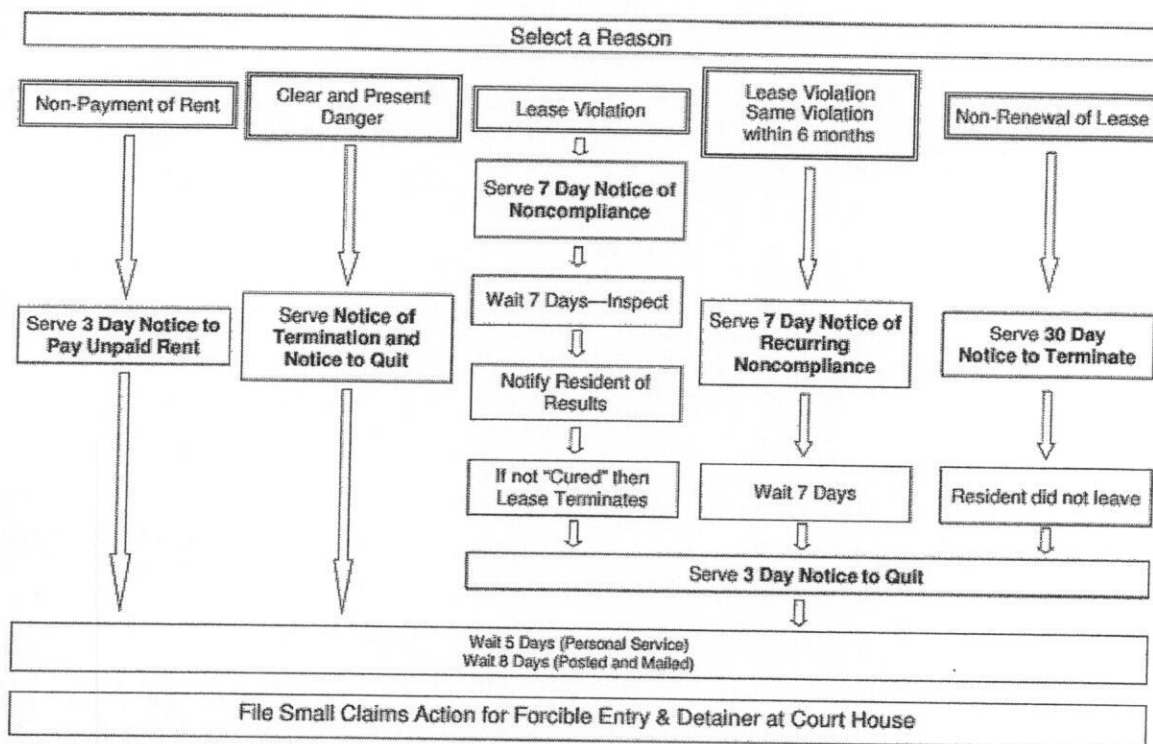 Select a Reason
Non-Payment of Rent
Clear and Present
Danger
Lease Violation
Lease Violation
Same Violation
within 6 months
Non-Renewal of Lease
Serve 7 Day Notice of
Noncompliance
Wait 7 Days—Inspect
Serve 3 Day Notice to
Pay Unpaid Rent
Serve Notice of
Termination and
Notice to Quit
Serve 7 Day Notice of
Recurring
Noncompliance
Serve 30 Day
Notice to Terminate
Notify Resident of
Results
If not "Cured" then
Lease Terminates
Wait 7 Days
Resident did not leave
Serve 3 Day Notice to Quit
Wait 5 Days (Personal Service)
Wait 8 Days (Posted and Mailed)
File Small Claims Action for Forcible Entry & Detainer at Court House